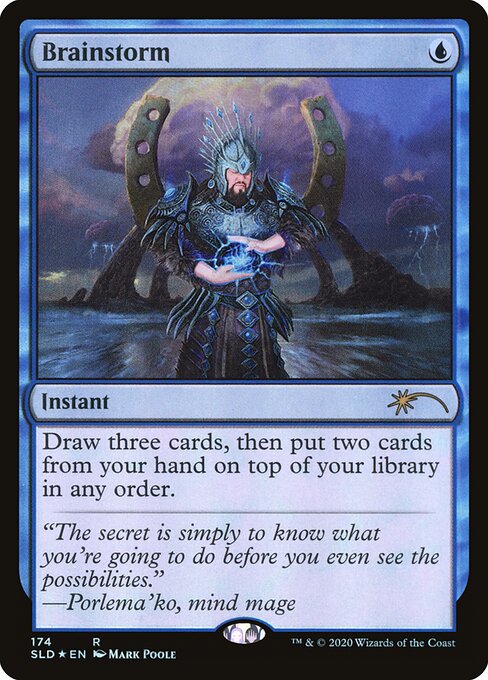 Brainstorm
Instant
Draw three cards, then put two cards
from your hand on top of your library
in any order.
“The secret is simply to know what
you’re going to do before you even see the
possibilities.”
—Porlema’ko, mind mage
174 R
SLD ★ EN Mark Poole
™ & © 2020 Wizards of the Coast